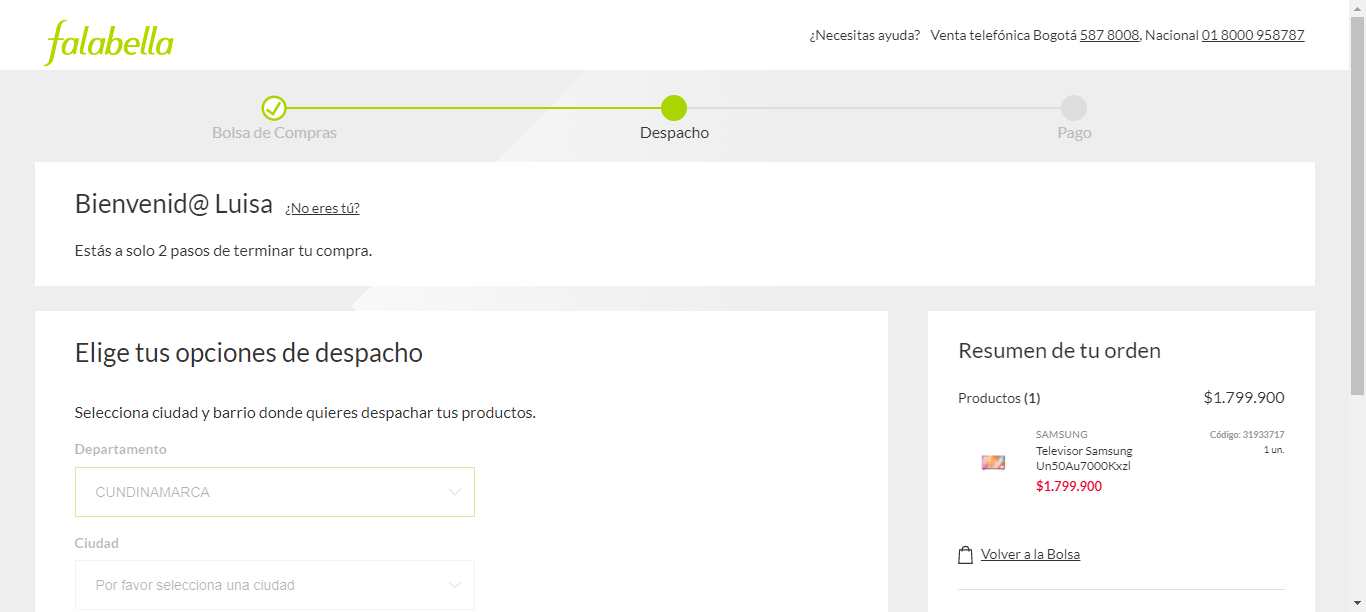 falabella
¿Necesitas ayuda? Venta telefónica Bogotá 587 8008, Nacional 01 8000 958787
Bolsa de Compras
Despacho
Pago
Bienvenid@ Luisa ¿No eres tú?
Estás a solo 2 pasos de terminar tu compra.
Elige tus opciones de despacho
Selecciona ciudad y barrio donde quieres despachar tus productos.
Departamento
CUNDINAMARCA
Ciudad
Por favor selecciona una ciudad
Resumen de tu orden
Productos (1) $1.799.900
SAMSUNG Código: 31933717
Televisor Samsung 1 un.
Un50Au7000Kxzl
$1.799.900
Volver a la Bolsa